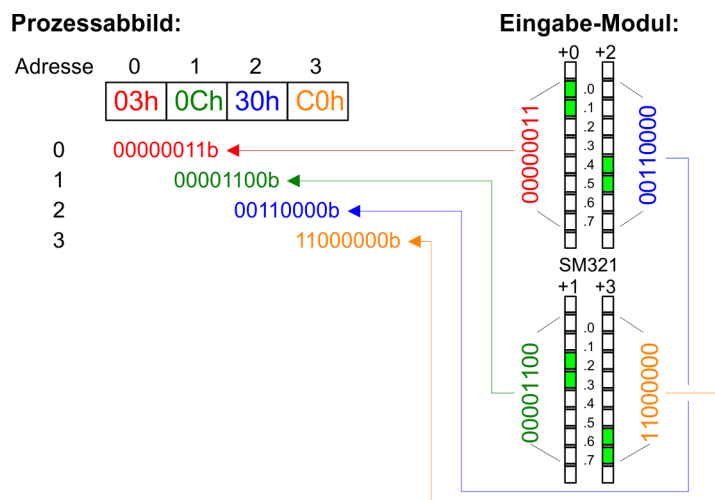 Prozessabbild:
Adresse 0 1 2 3
03h 0Ch 30h C0h
0 00000011b
1 00001100b
2 00110000b
3 11000000b
Eingabe-Modul:
+0 +2
.0
.1
.2
.3
.4
.5
.6
.7
00000011
00110000
SM321
+1 +3
.0
.1
.2
.3
.4
.5
.6
.7
00001100
11000000